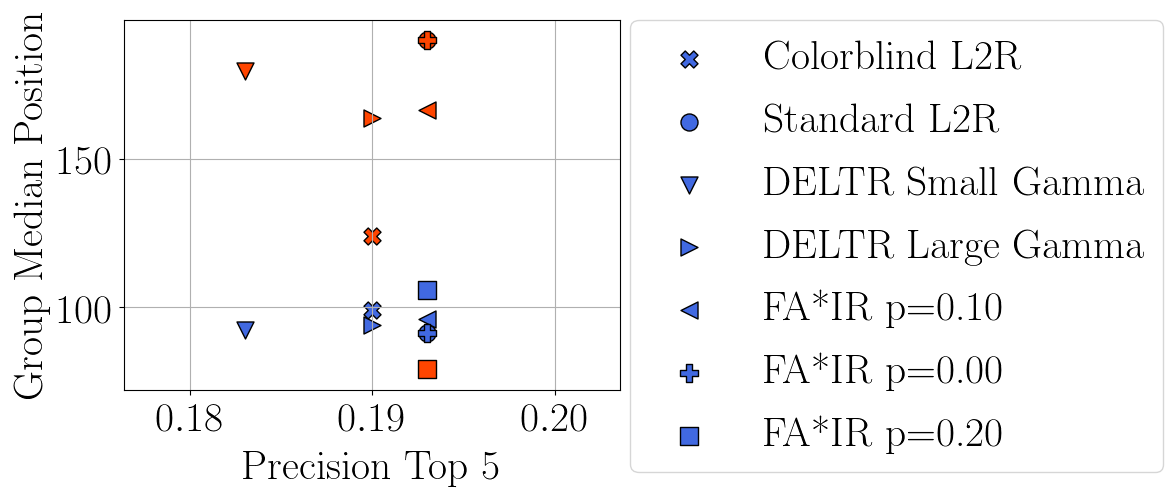 Group Median Position
150
100
0.18 0.19 0.20
Precision Top 5
Colorblind L2R
Standard L2R
DELTR Small Gamma
DELTR Large Gamma
FA*IR p=0.10
FA*IR p=0.00
FA*IR p=0.20